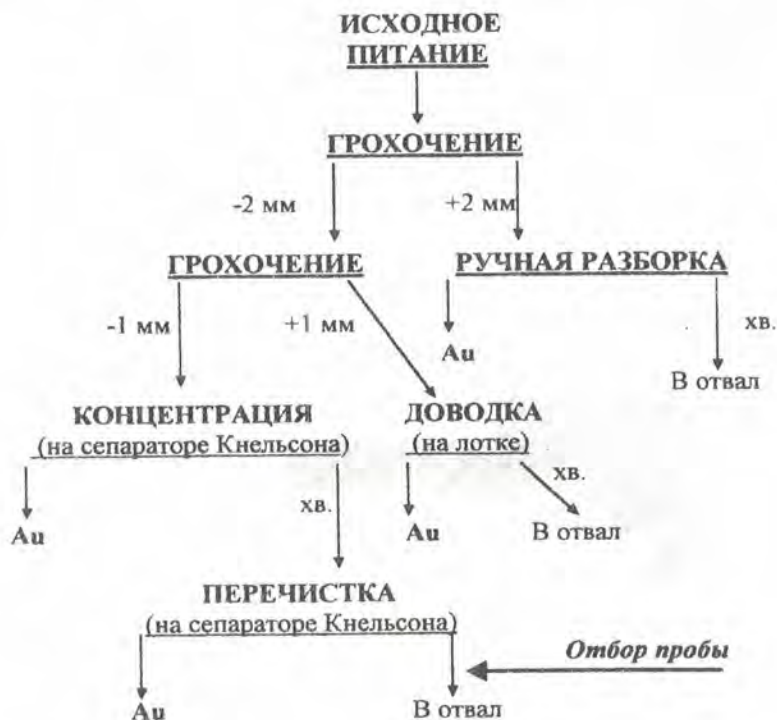 ИСХОДНОЕ
ПИТАНИЕ
ГРОХОЧЕНИЕ
-2 мм
+2 мм
ГРОХОЧЕНИЕ
РУЧНАЯ РАЗБОРКА
-1 мм
+1 мм
Au
хв.
В отвал
КОНЦЕНТРАЦИЯ
(на сепараторе Кнельсона)
ДОВОДКА
(на лотке)
Au
хв.
Au
хв.
В отвал
ПЕРЕЧИСТКА
(на сепараторе Кнельсона)
Отбор пробы
Au
В отвал